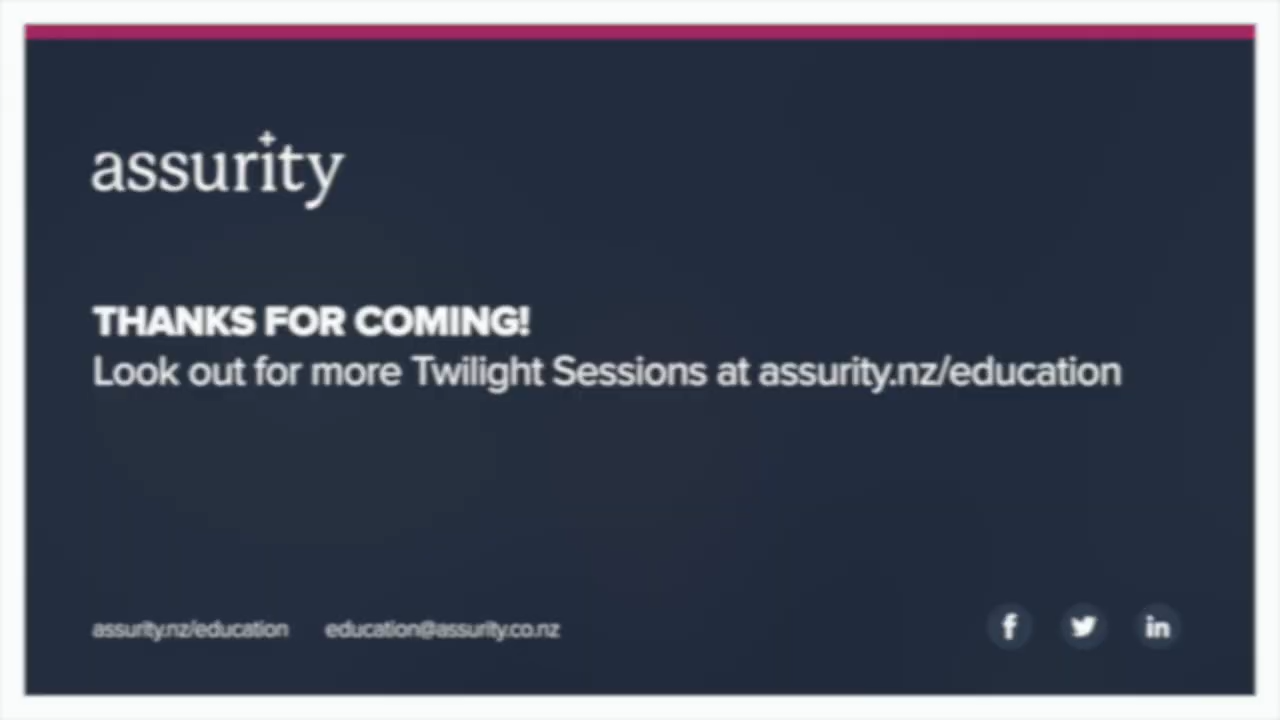 assurity
THANKS FOR COMING!
Look out for more Twilight Sessions at assurity.nz/education
assurity.nz/education education@assurity.co.nz
f in